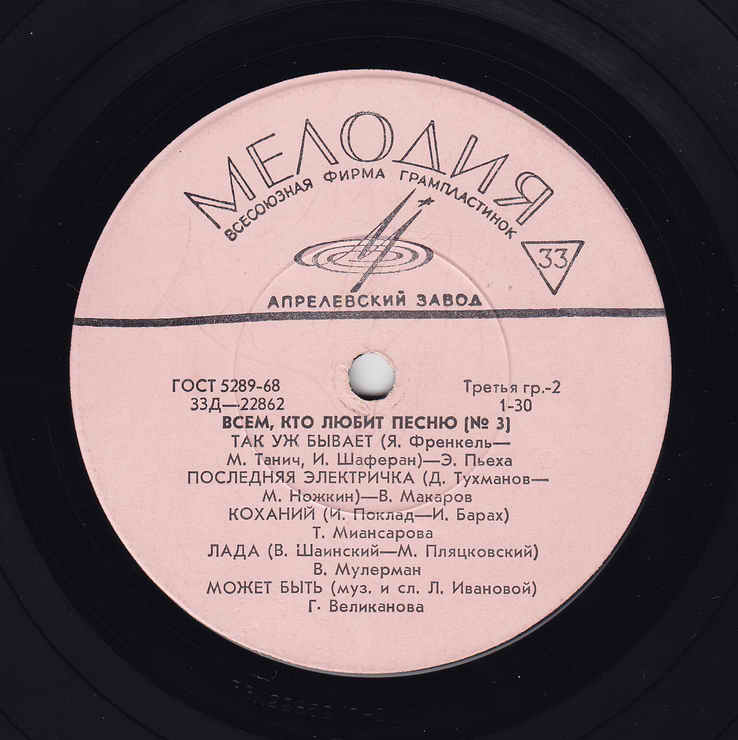 МЕЛОДИЯ
ВСЕСОЮЗНАЯ ФИРМА ГРАМПЛАСТИНОК
33
АПРЕЛЕВСКИЙ ЗАВОД
ГОСТ 5289-68 Третья гр.-2
33Д—22862 1-30
ВСЕМ, КТО ЛЮБИТ ПЕСНЮ (№ 3)
ТАК УЖ БЫВАЕТ (Я. Френкель—
М. Танич, И. Шаферан)—Э. Пьеха
ПОСЛЕДНЯЯ ЭЛЕКТРИЧКА (Д. Тухманов—
М. Ножкин)—В. Макаров
КОХАНИЙ (И. Поклад—И. Барах)
Т. Миансарова
ЛАДА (В. Шаинский—М. Пляцковский)
В. Мулерман
МОЖЕТ БЫТЬ (муз. и сл. Л. Ивановой)
Г. Великанова